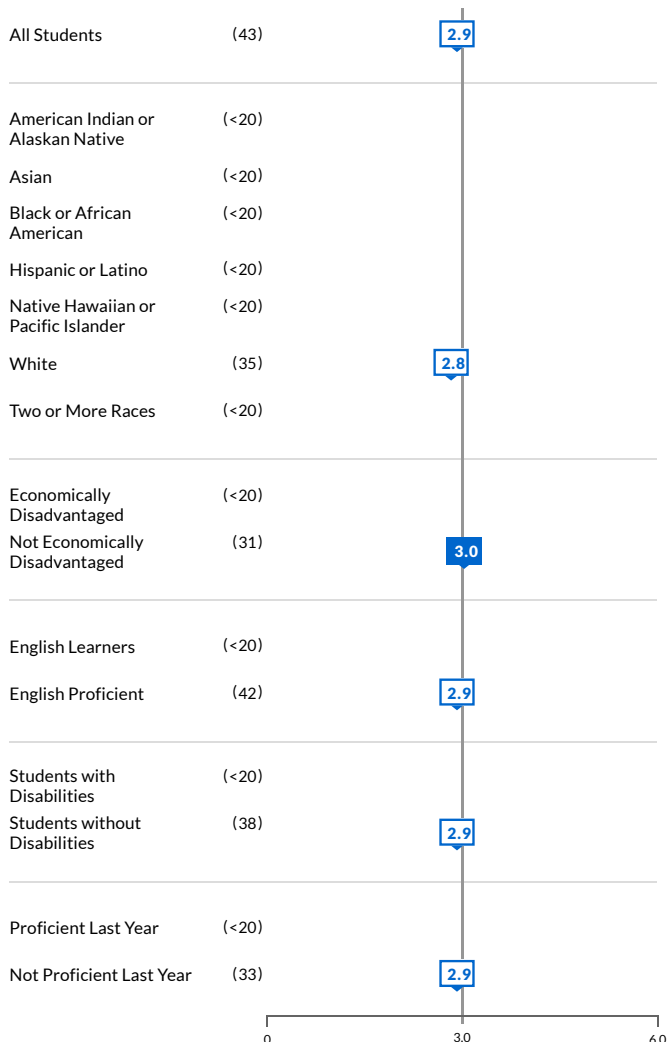 All Students (43) 2.9
American Indian or (<20)
Alaskan Native
Asian (<20)
Black or African (<20)
American
Hispanic or Latino (<20)
Native Hawaiian or (<20)
Pacific Islander
White (35) 2.8
Two or More Races (<20)
Economically (<20)
Disadvantaged
Not Economically (31) 3.0
Disadvantaged
English Learners (<20)
English Proficient (42) 2.9
Students with (<20)
Disabilities
Students without (38) 2.9
Disabilities
Proficient Last Year (<20)
Not Proficient Last Year (33) 2.9
0 3.0 6.0